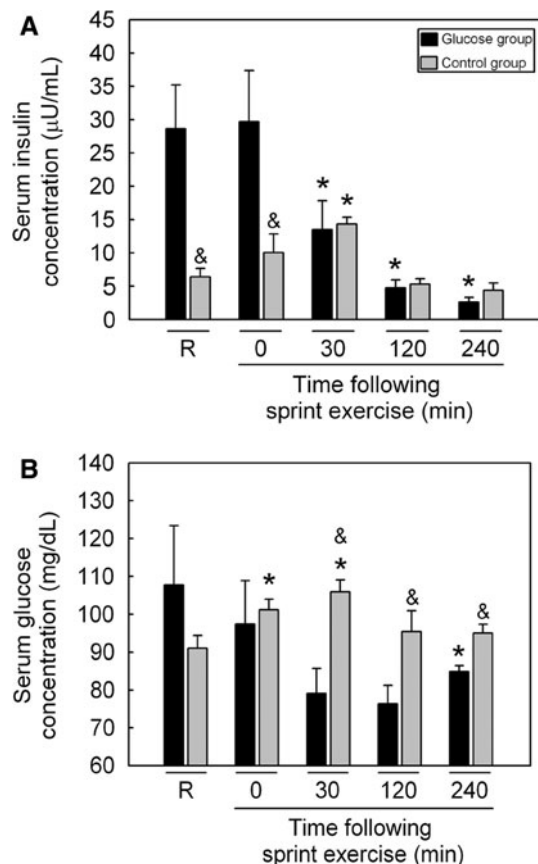 A
Serum insulin
concentration (µU/mL)
45
40
35
30
25
20
15
10
5
0
Glucose group
Control group
&
&
*
*
*
*
R
0
30
120
240
Time following
sprint exercise (min)
B
Serum glucose
concentration (mg/dL)
140
130
120
110
100
90
80
70
60
*
&
*
&
&
*
R
0
30
120
240
Time following
sprint exercise (min)